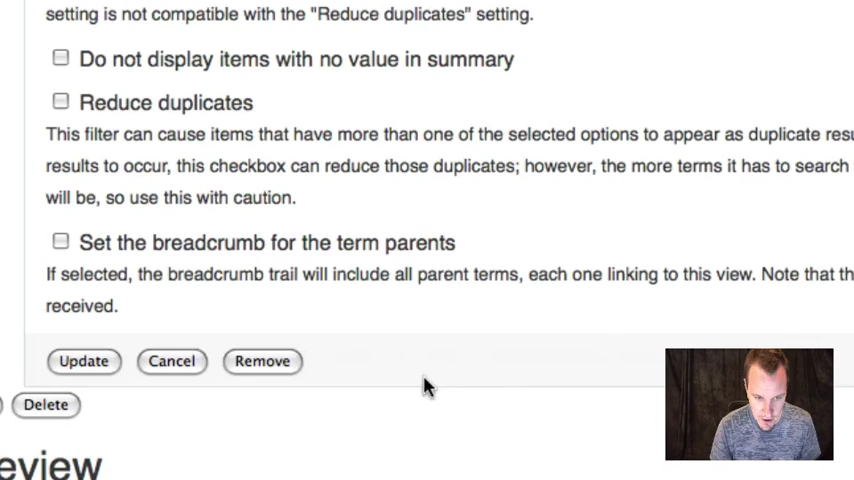 setting is not compatible with the "Reduce duplicates" setting.
Do not display items with no value in summary
Reduce duplicates
This filter can cause items that have more than one of the selected options to appear as duplicate resu
results to occur, this checkbox can reduce those duplicates; however, the more terms it has to search
will be, so use this with caution.
Set the breadcrumb for the term parents
If selected, the breadcrumb trail will include all parent terms, each one linking to this view. Note that th
received.
Update Cancel Remove
Delete
eview